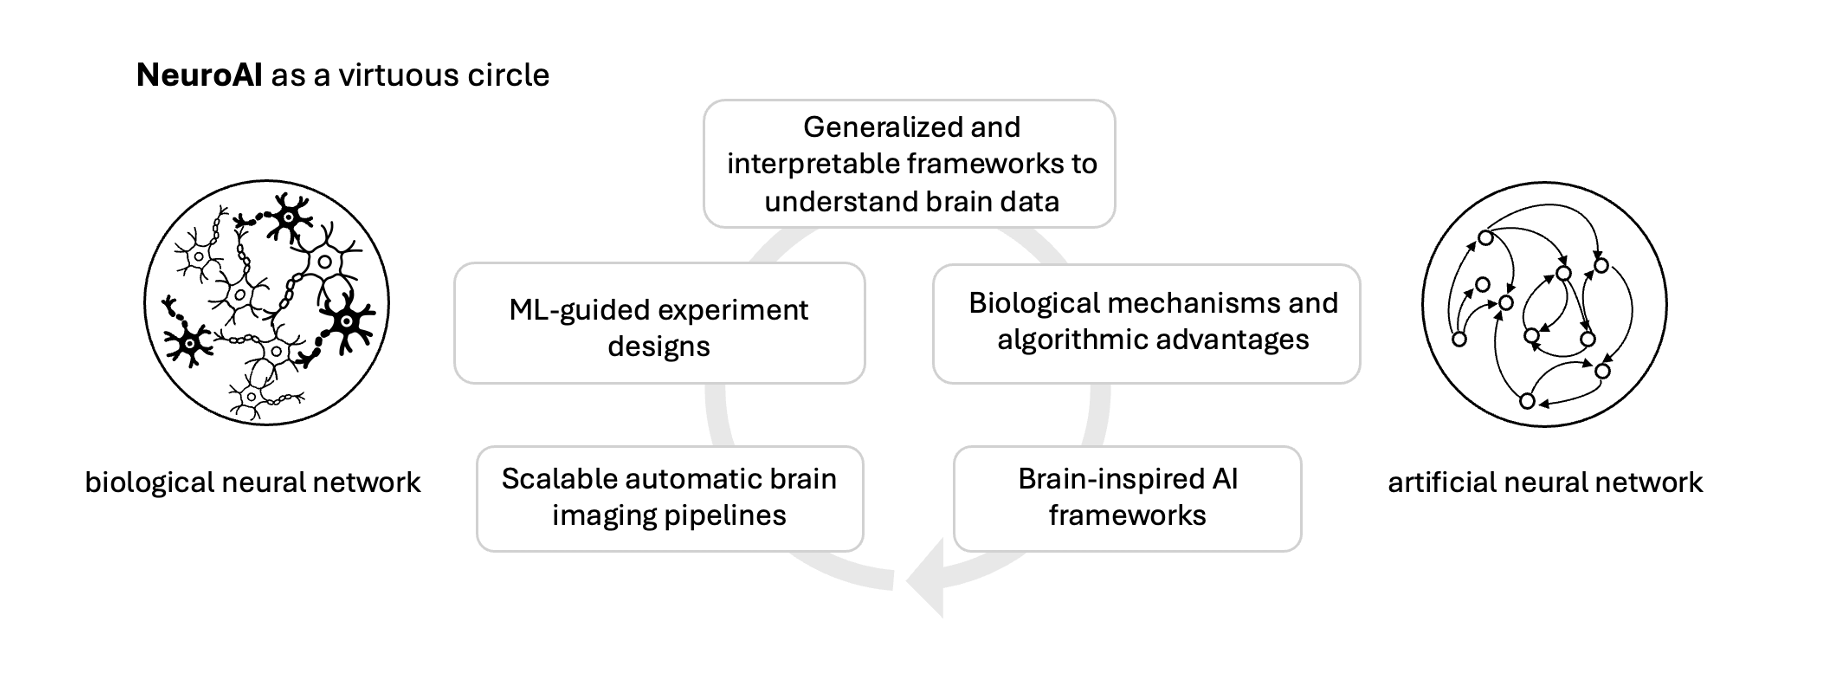 NeuroAI as a virtuous circle
Generalized and
interpretable frameworks to
understand brain data
ML-guided experiment
designs
Biological mechanisms and
algorithmic advantages
Scalable automatic brain
imaging pipelines
Brain-inspired AI
frameworks
biological neural network
artificial neural network